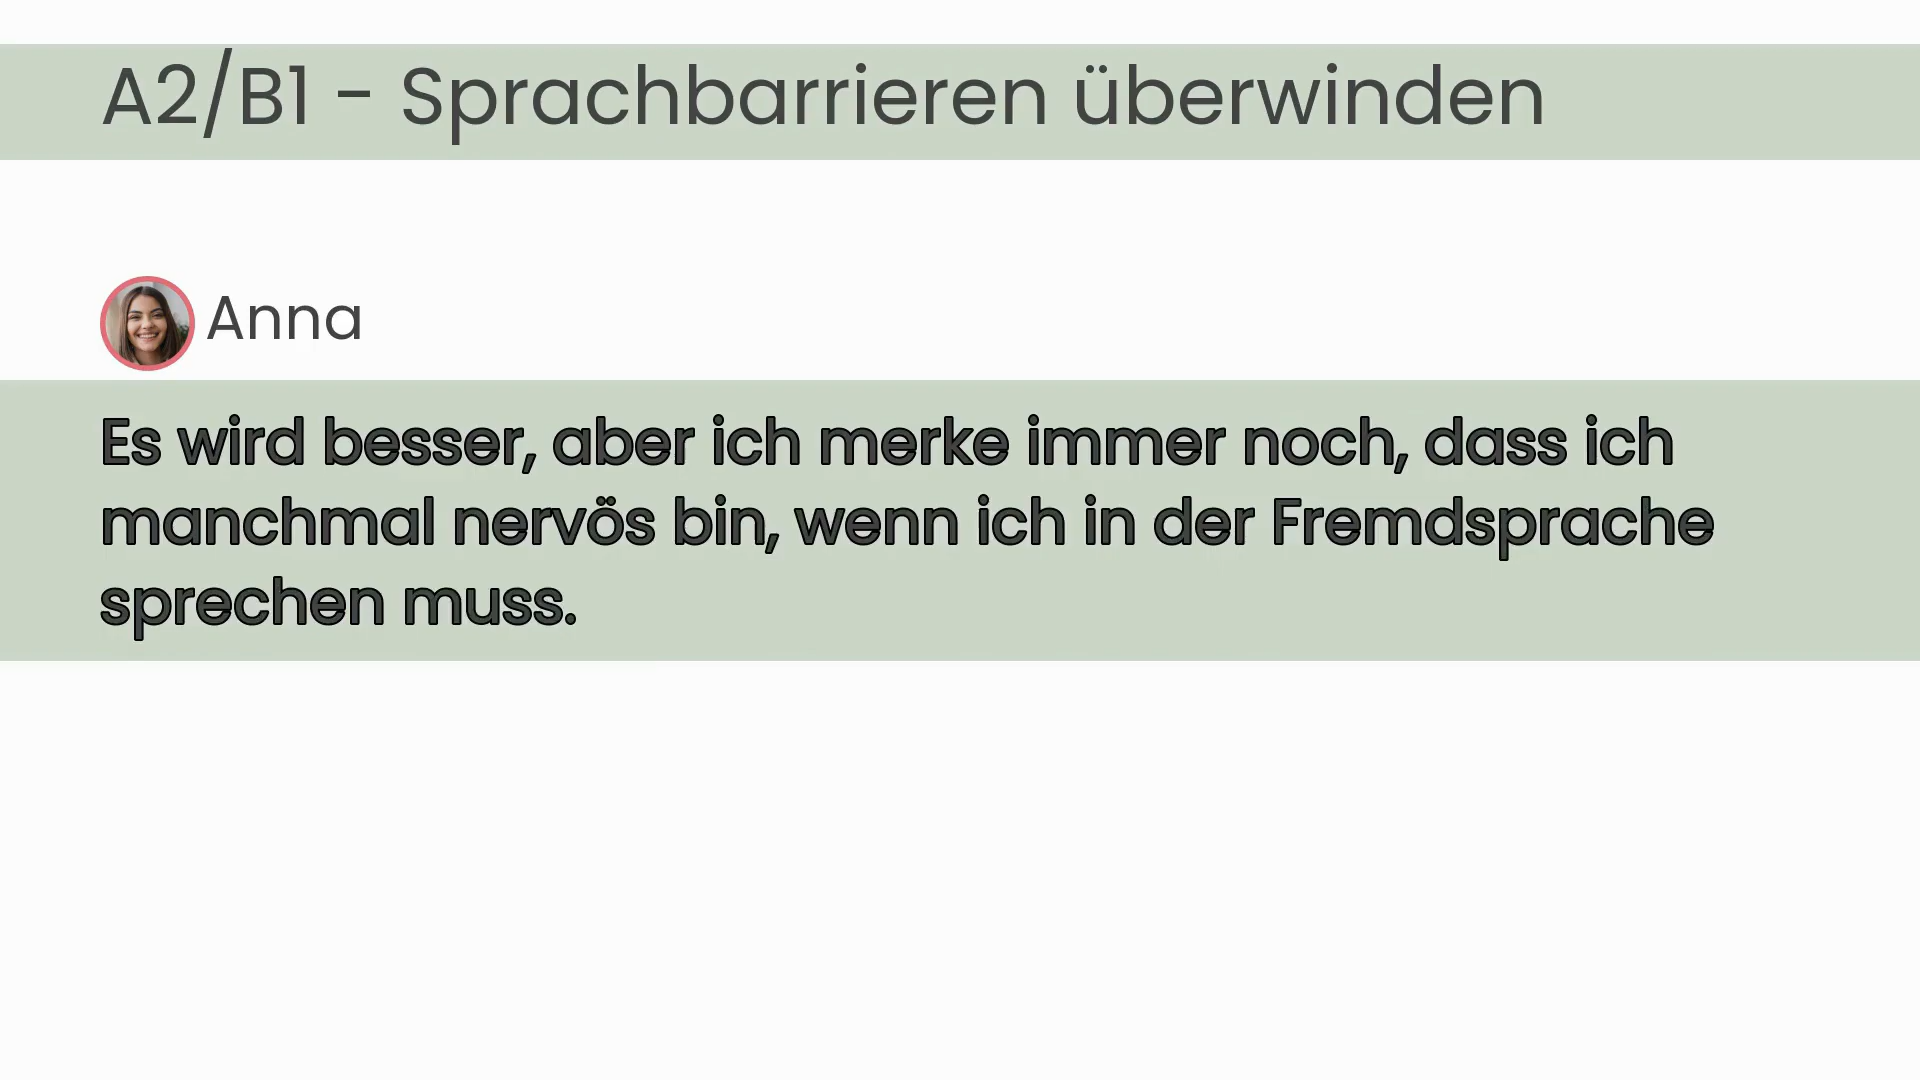 A2/B1 - Sprachbarrieren überwinden
Anna
Es wird besser, aber ich merke immer noch, dass ich
manchmal nervös bin, wenn ich in der Fremdsprache
sprechen muss.